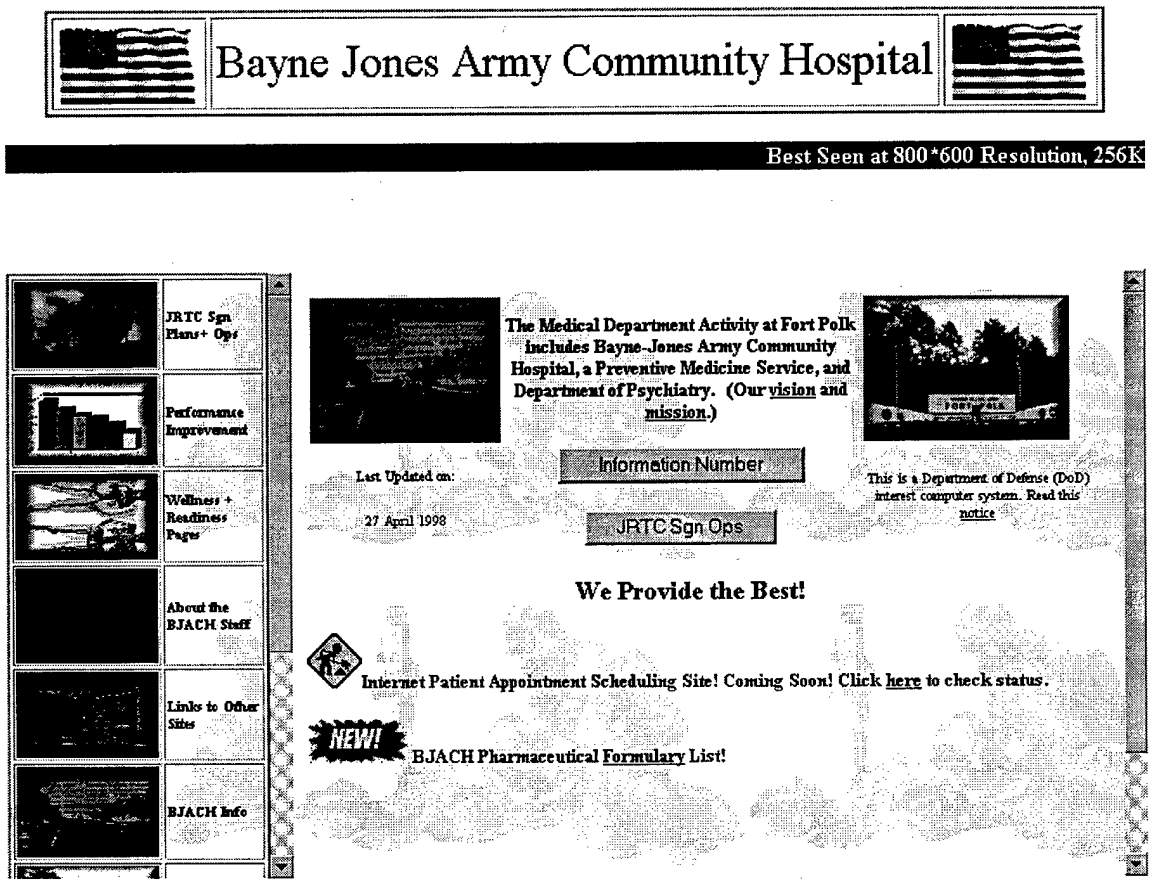 Bayne Jones Army Community Hospital
Best Seen at 800*600 Resolution, 256K
JRTC Sgn
Plans+ Ops
Performance
Improvement
Wellness +
Readiness
Pages
About the
BJACH Staff
Links to Other
Sites
BJACH Info
The Medical Department Activity at Fort Polk
includes Bayne-Jones Army Community
Hospital, a Preventive Medicine Service, and
Department of Psychiatry. (Our vision and
mission.)
Information Number
JRTC Sgn Ops
Last Updated on:
27 April 1998
FORT POLK
This is a Department of Defense (DoD)
interest computer system. Read this
notice
We Provide the Best!
Internet Patient Appointment Scheduling Site! Coming Soon! Click here to check status.
NEW!
BJACH Pharmaceutical Formulary List!